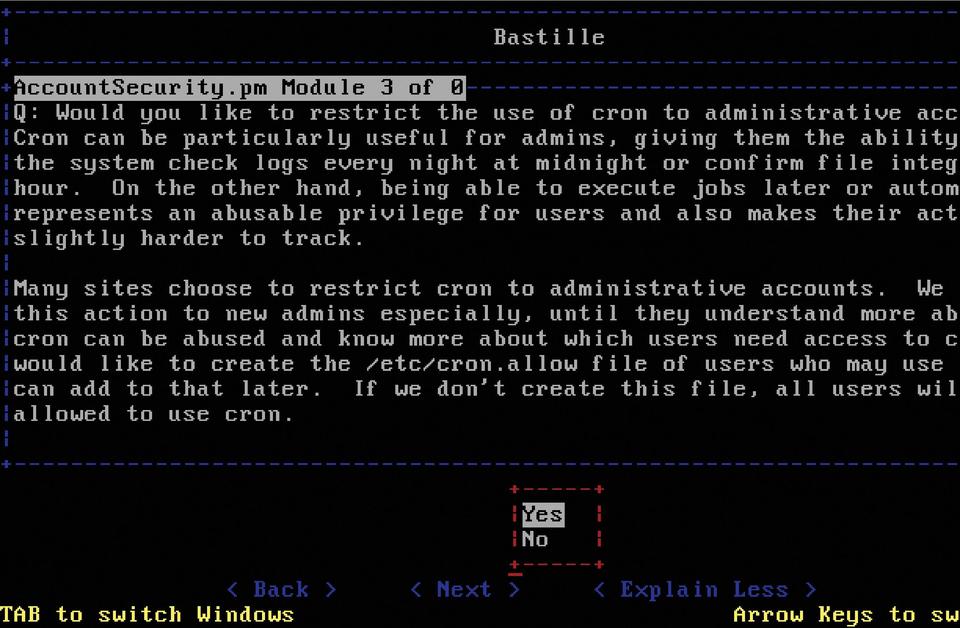 Bastille
AccountSecurity.pm Module 3 of 0
Q: Would you like to restrict the use of cron to administrative acc
Cron can be particularly useful for admins, giving them the ability
the system check logs every night at midnight or confirm file integ
hour. On the other hand, being able to execute jobs later or autom
represents an abusable privilege for users and also makes their act
slightly harder to track.
Many sites choose to restrict cron to administrative accounts. We
this action to new admins especially, until they understand more ab
cron can be abused and know more about which users need access to c
would like to create the /etc/cron.allow file of users who may use
can add to that later. If we don't create this file, all users wil
allowed to use cron.
Yes
No
< Back > < Next > < Explain Less >
TAB to switch Windows Arrow Keys to sw